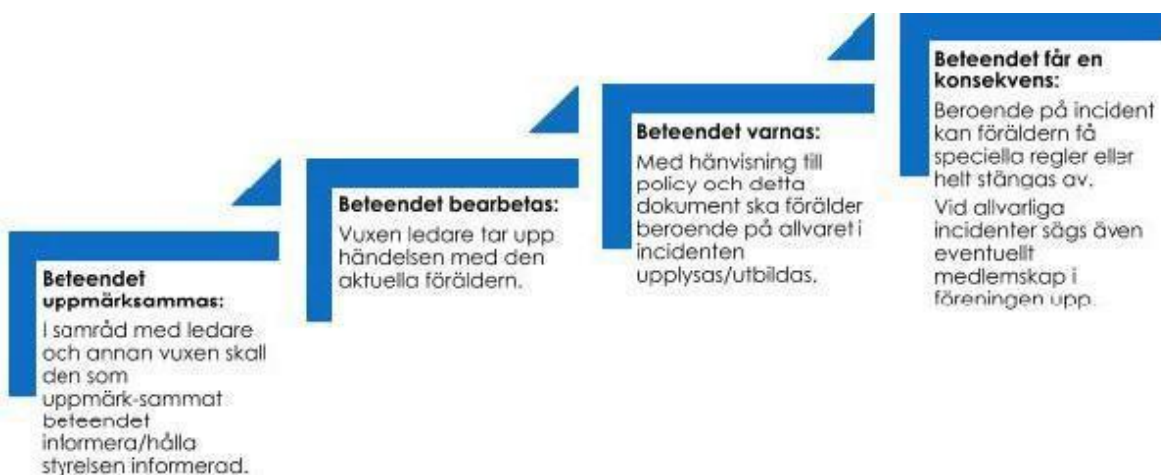 Beteendet
uppmärksammas:
I samråd med ledare
och annan vuxen skall
den som
uppmärk-sammat
beteendet
informera/hålla
styrelsen informerad.
Beteendet bearbetas:
Vuxen ledare tar upp
händelsen med den
aktuella föräldern.
Beteendet varnas:
Med hänvisning till
policy och detta
dokument ska förälder
beroende på allvaret i
incidenten
upplysas/utbildas.
Beteendet får en
konsekvens:
Beroende på incident
kan föräldern få
speciella regler eller
helt stängas av.
Vid allvarliga
incidenter sägs även
eventuellt
medlemskap i
föreningen upp.